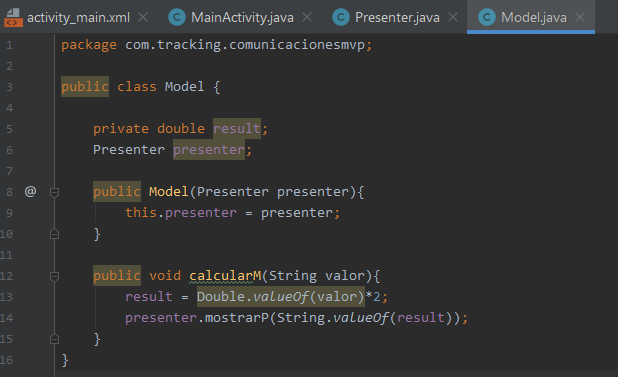 activity_main.xml MainActivity.java Presenter.java Model.java
1 package com.tracking.comunicacionesmvp;
2
3 public class Model {
4
5 private double result;
6 Presenter presenter;
7
8 @ public Model(Presenter presenter){
9 this.presenter = presenter;
10 }
11
12 public void calcularM(String valor){
13 result = Double.valueOf(valor)*2;
14 presenter.mostrarP(String.valueOf(result));
15 }
16 }